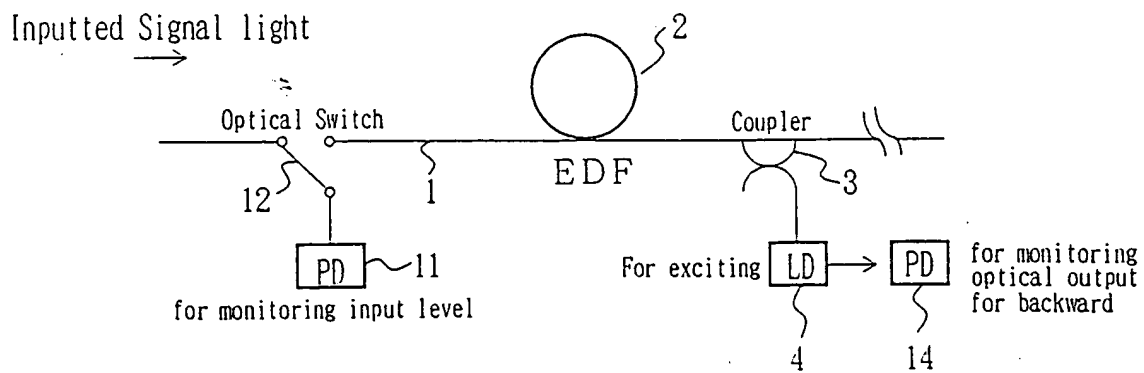 Inputted Signal light
2
Optical Switch
Coupler
12
1
EDF
3
PD
11
for monitoring input level
For exciting
LD
PD
for monitoring
optical output
for backward
4
14